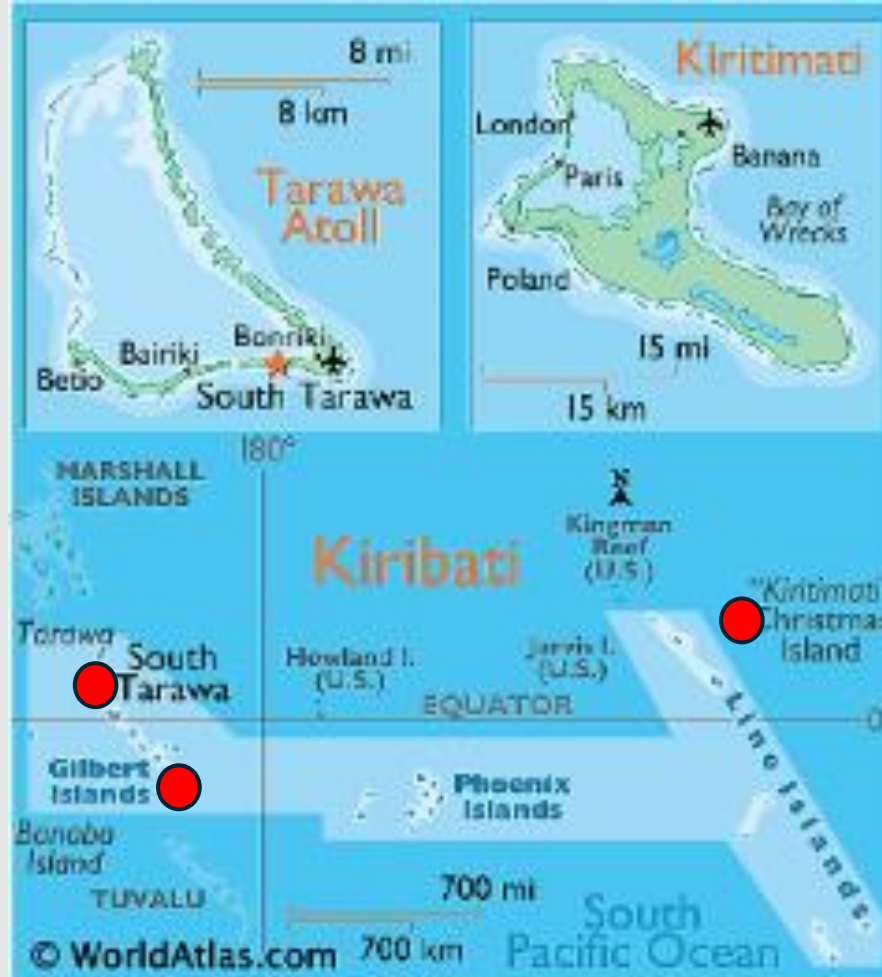 8 mi
8 km
Tarawa
Atoll
Bonriki
Bairiki
Betio
South Tarawa
Kiritimati
London
Paris
Banana
Bay of
Wrecks
Poland
15 mi
15 km
180°
MARSHALL
ISLANDS
Kiribati
N
Kingman
Reef
(U.S.)
"Kiritimati"
Christmas
Island
Tarawa
South
Tarawa
Howland I.
(U.S.)
Jarvis I.
(U.S.)
EQUATOR
0
Gilbert
Islands
Phoenix
Islands
Line Islands
Banaba
Island
TUVALU
700 mi
700 km
South
Pacific Ocean
© WorldAtlas.com